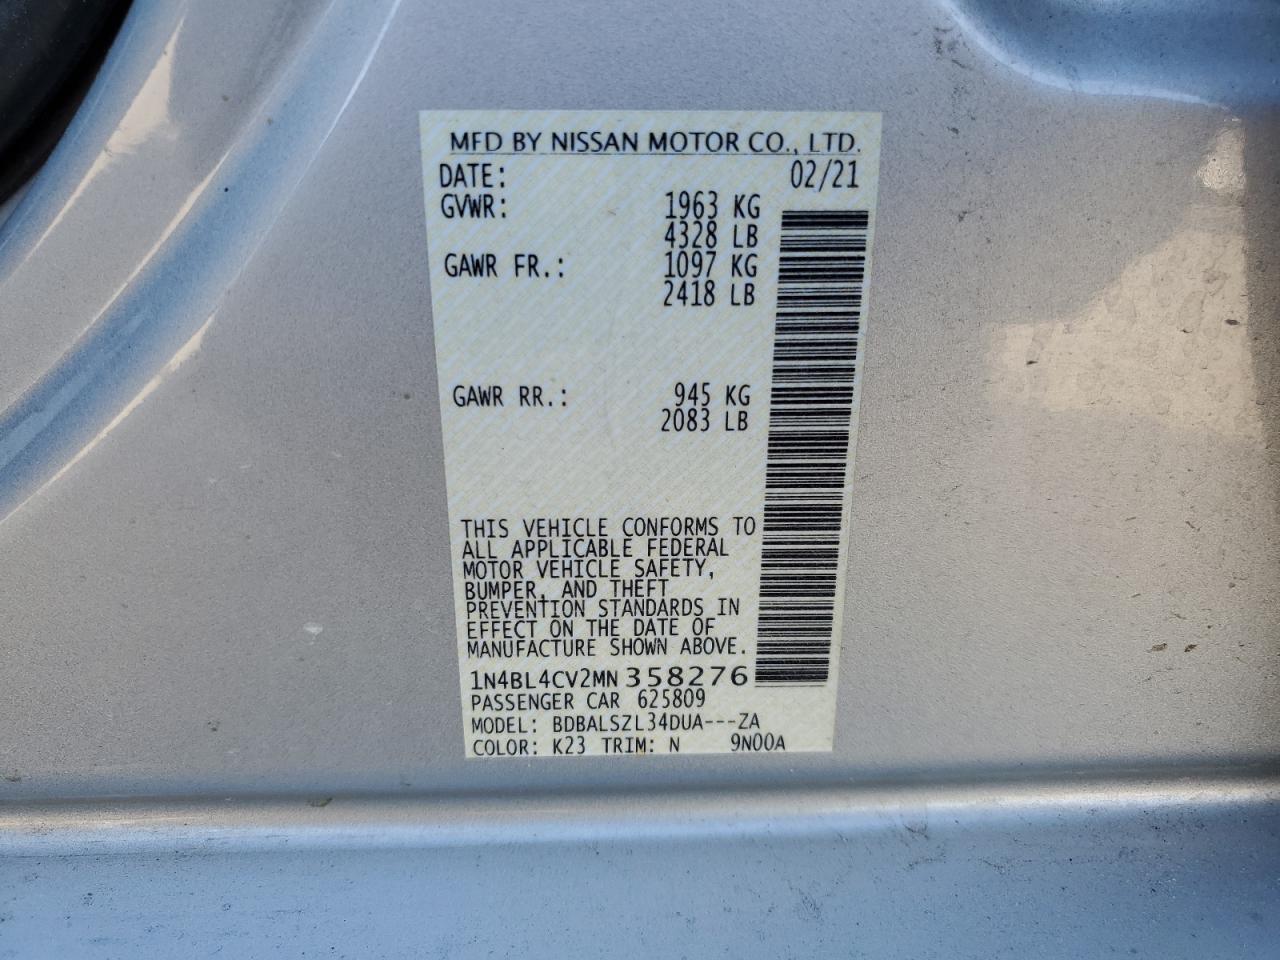 MFD BY NISSAN MOTOR CO., LTD.
DATE: 02/21
GVWR: 1963 KG
4328 LB
GAWR FR.: 1097 KG
2418 LB
GAWR RR.: 945 KG
2083 LB
THIS VEHICLE CONFORMS TO
ALL APPLICABLE FEDERAL
MOTOR VEHICLE SAFETY,
BUMPER, AND THEFT
PREVENTION STANDARDS IN
EFFECT ON THE DATE OF
MANUFACTURE SHOWN ABOVE.
1N4BL4CV2MN358276
PASSENGER CAR 625809
MODEL: BDBALSZL34DUA---ZA
COLOR: K23 TRIM: N 9N00A